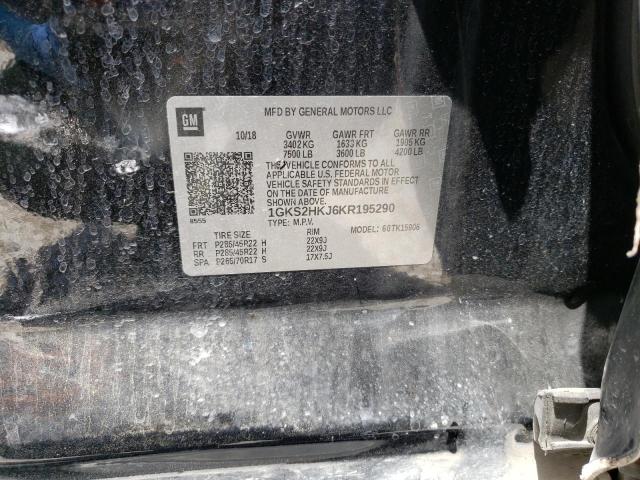 GM
MFD BY GENERAL MOTORS LLC
10/18 GVWR GAWR FRT GAWR RR
3402 KG 1633 KG 1905 KG
7500 LB 3600 LB 4200 LB
THIS VEHICLE CONFORMS TO ALL
APPLICABLE U.S. FEDERAL MOTOR
VEHICLE SAFETY STANDARDS IN
EFFECT ON THE DATE OF MANUFACTURE
SHOWN ABOVE.
1GKS2HKJ6KR195290
TYPE: M.P.V. MODEL: 6GTK15906
8555
TIRE SIZE RIM
FRT P285/45R22 H 22X9J
RR P285/45R22 H 22X9J
SPA P265/70R17 S 17X7.5J